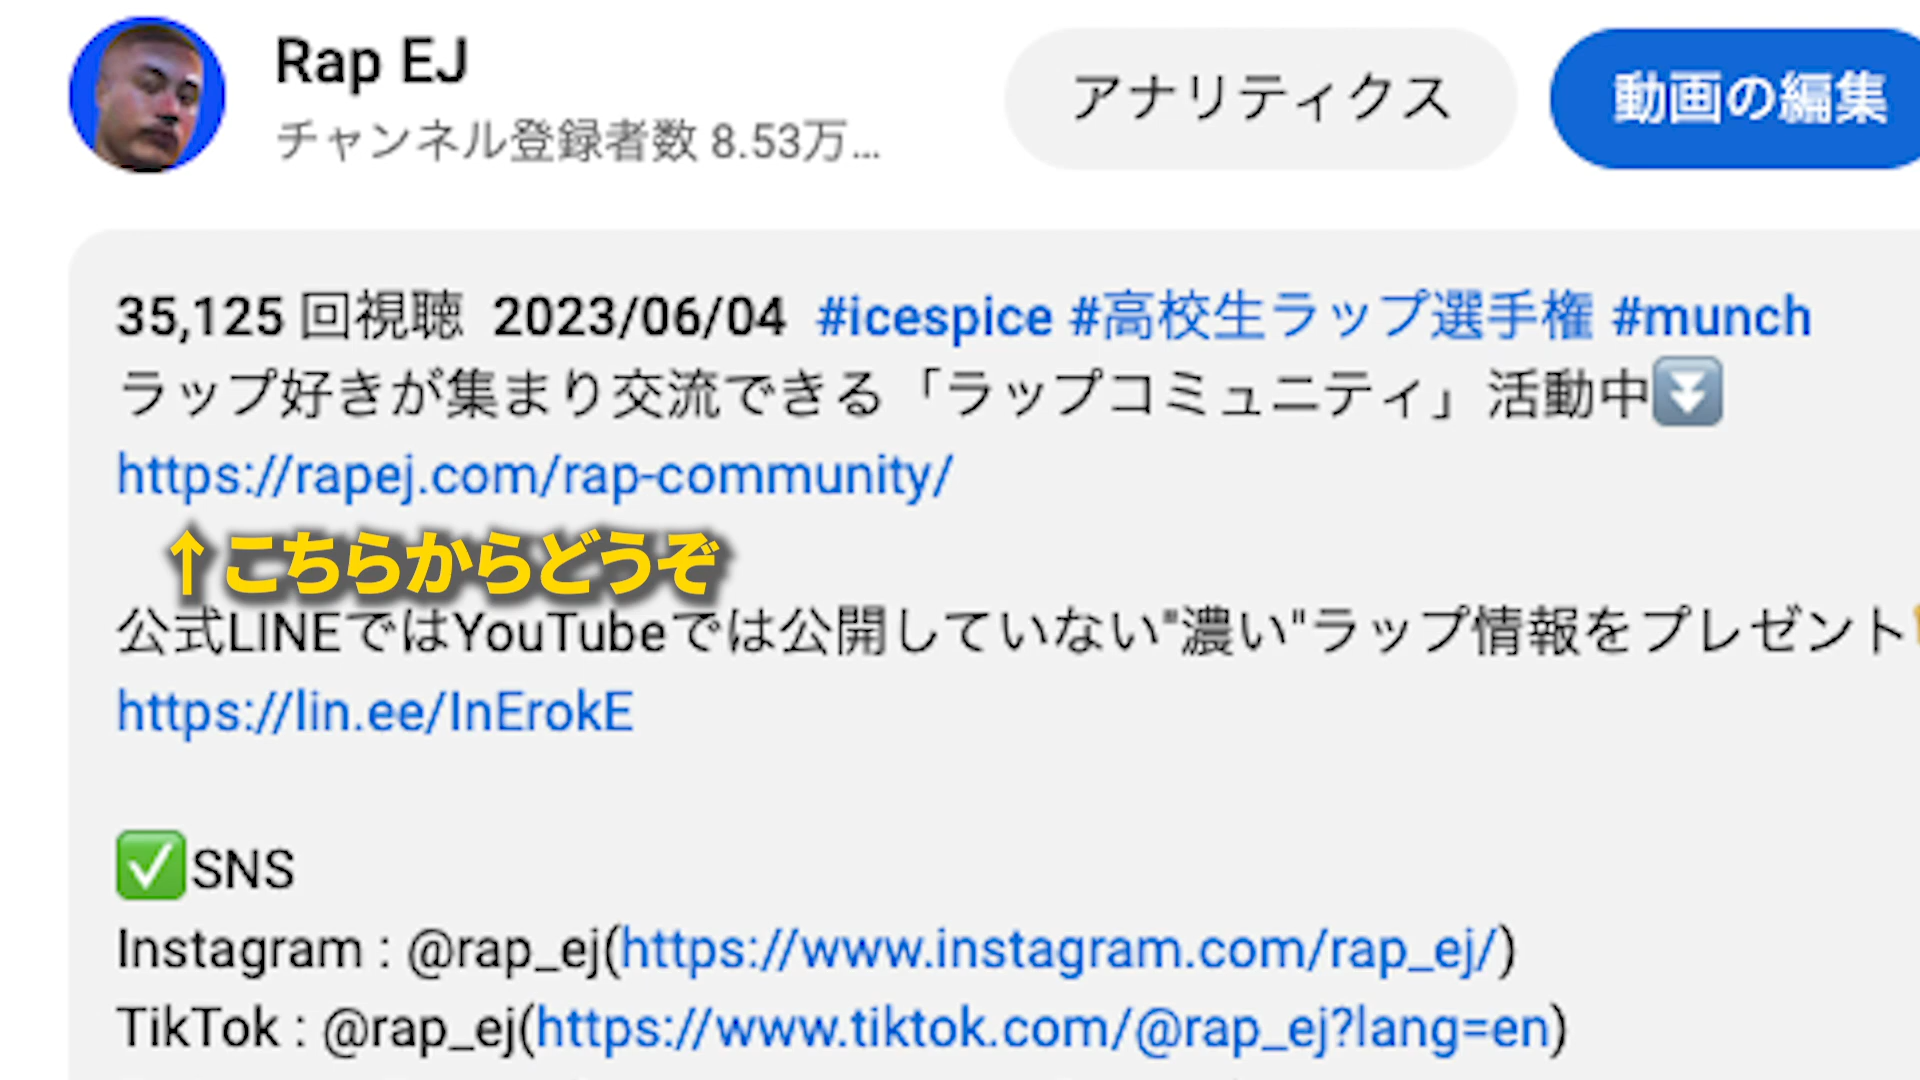 Rap EJ
チャンネル登録者数 8.53万...
アナリティクス
動画の編集
35,125 回視聴 2023/06/04 #icespice #高校生ラップ選手権 #munch
ラップ好きが集まり交流できる「ラップコミュニティ」活動中⏬
https://rapej.com/rap-community/
↑こちらからどうぞ
公式LINEではYouTubeでは公開していない"濃い"ラップ情報をプレゼント
https://lin.ee/InErokE
✅SNS
Instagram : @rap_ej(https://www.instagram.com/rap_ej/)
TikTok : @rap_ej(https://www.tiktok.com/@rap_ej?lang=en)